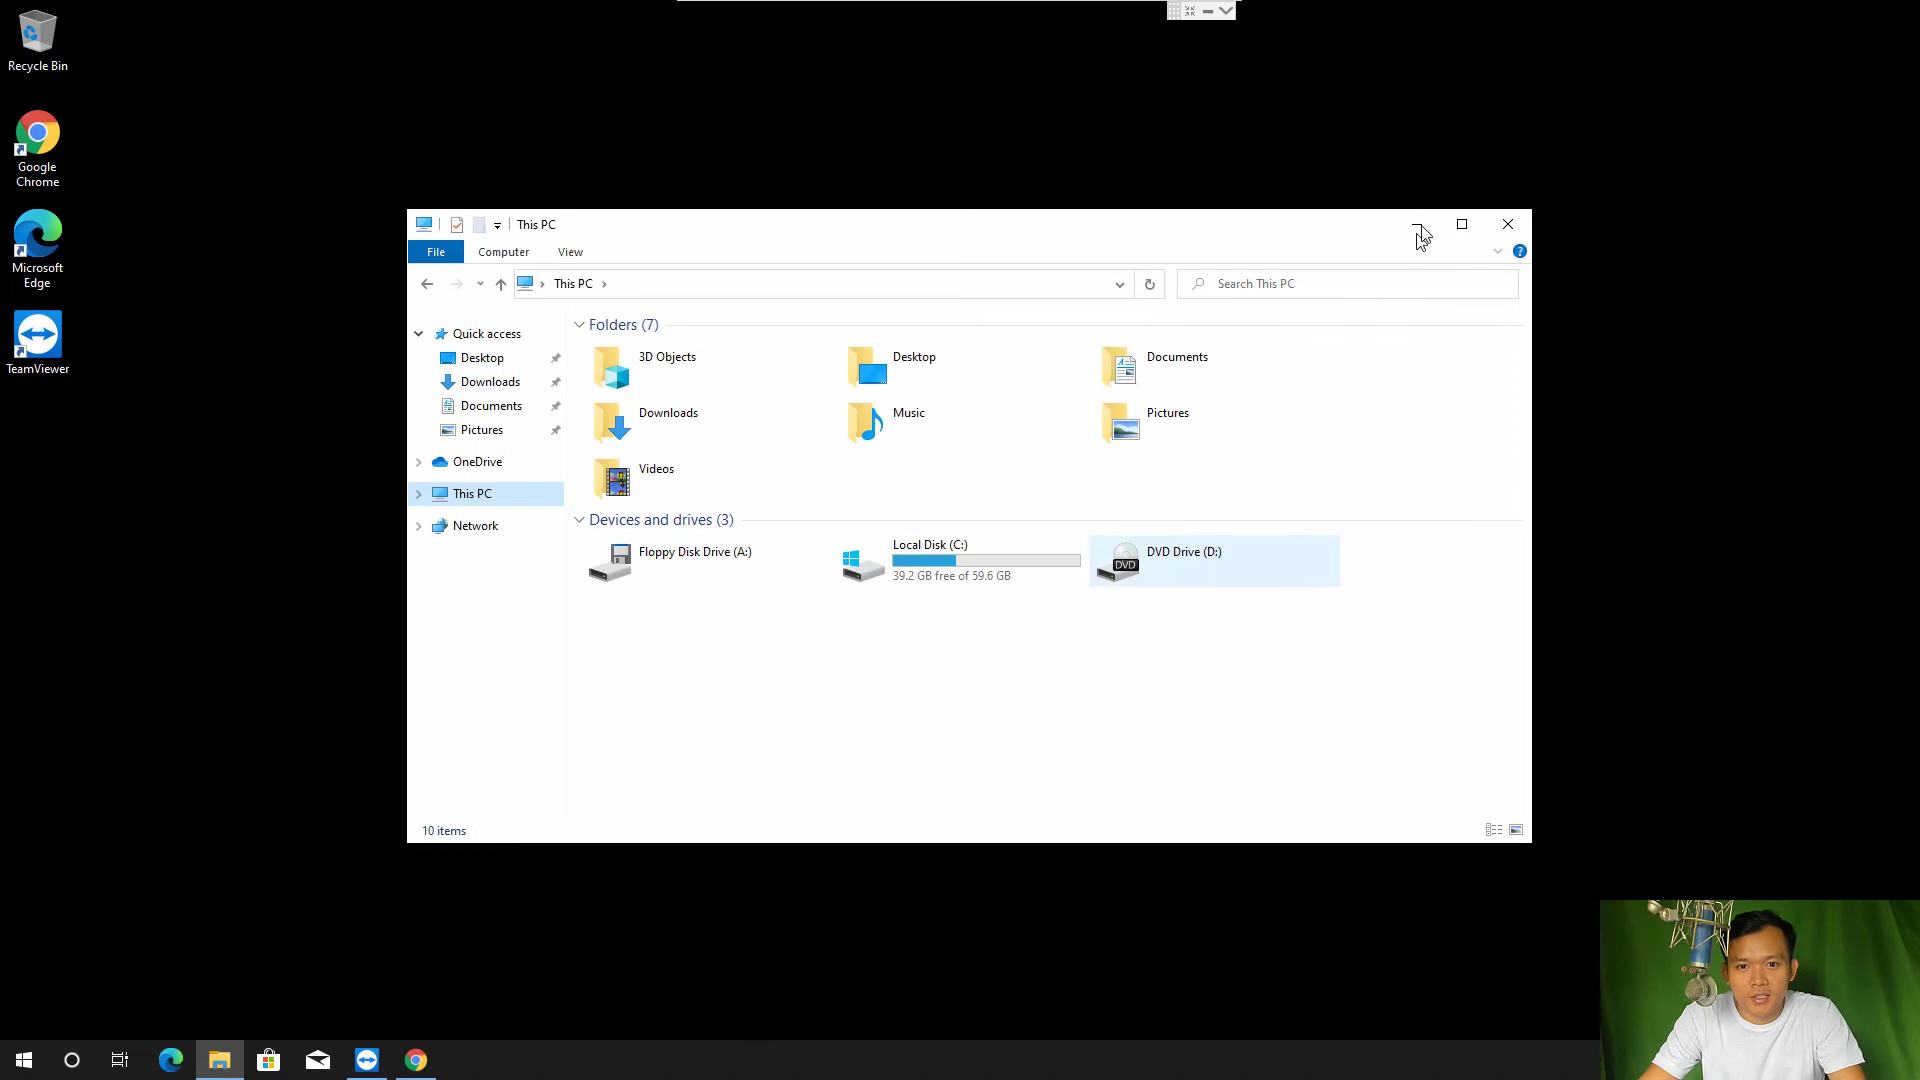 Recycle Bin
Google
Chrome
Microsoft
Edge
TeamViewer
This PC
File Computer View
This PC
Search This PC
Quick access
Desktop
Downloads
Documents
Pictures
OneDrive
This PC
Network
Folders (7)
3D Objects Desktop Documents
Downloads Music Pictures
Videos
Devices and drives (3)
Floppy Disk Drive (A:) Local Disk (C:) DVD Drive (D:)
39.2 GB free of 59.6 GB
DVD
10 items